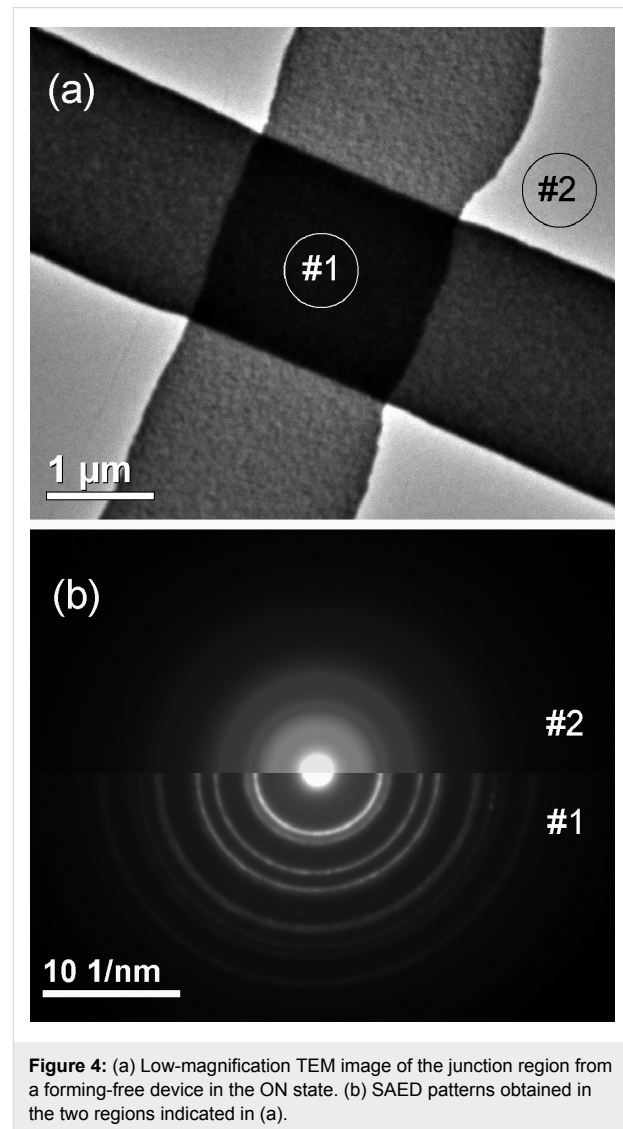 (a)
#2
#1
1 µm
(b)
#2
#1
10 1/nm
Figure 4: (a) Low-magnification TEM image of the junction region from
a forming-free device in the ON state. (b) SAED patterns obtained in
the two regions indicated in (a).